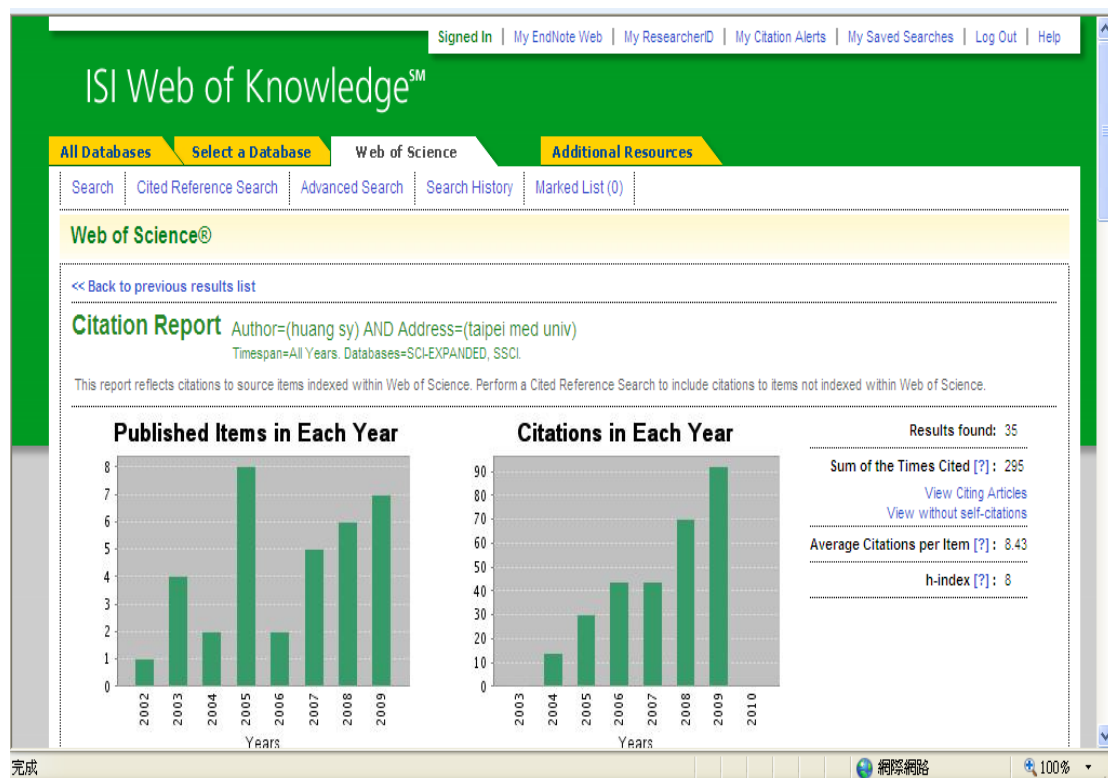 Signed In | My EndNote Web | My ResearcherID | My Citation Alerts | My Saved Searches | Log Out | Help
ISI Web of Knowledge℠
All Databases Select a Database Web of Science Additional Resources
Search Cited Reference Search Advanced Search Search History Marked List (0)
Web of Science®
<< Back to previous results list
Citation Report Author=(huang sy) AND Address=(taipei med univ)
Timespan=All Years. Databases=SCI-EXPANDED, SSCI.
This report reflects citations to source items indexed within Web of Science. Perform a Cited Reference Search to include citations to items not indexed within Web of Science.
Published Items in Each Year
8
7
6
5
4
3
2
1
0
2002 2003 2004 2005 2006 2007 2008 2009
Years
Citations in Each Year
90
80
70
60
50
40
30
20
10
0
2003 2004 2005 2006 2007 2008 2009 2010
Years
Results found: 35
Sum of the Times Cited [?] : 295
View Citing Articles
View without self-citations
Average Citations per Item [?] : 8.43
h-index [?] : 8
完成 網際網路 100%